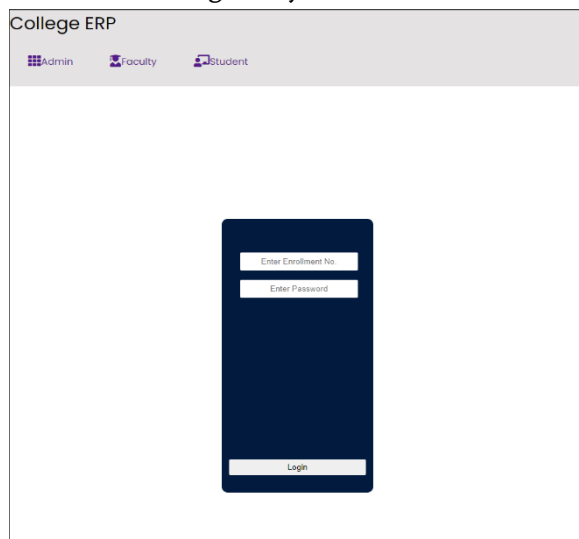 College ERP
Admin Faculty Student
Enter Enrollment No.
Enter Password
Login